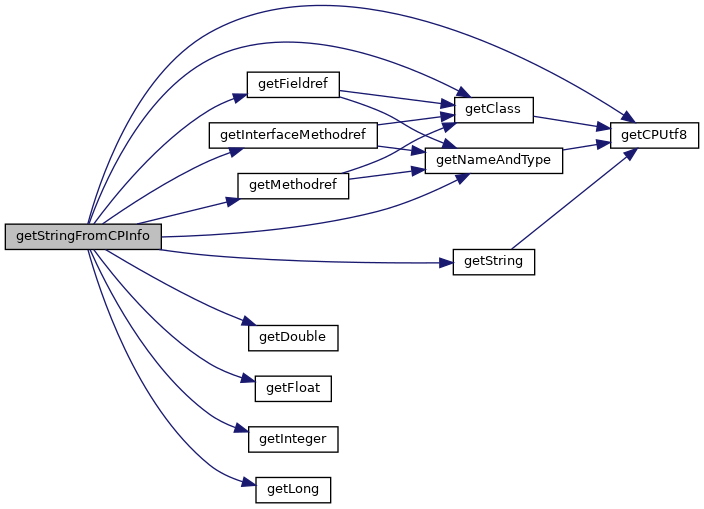 getFieldref
getClass
getInterfaceMethodref
getCPUtf8
getNameAndType
getMethodref
getStringFromCPInfo
getString
getDouble
getFloat
getInteger
getLong